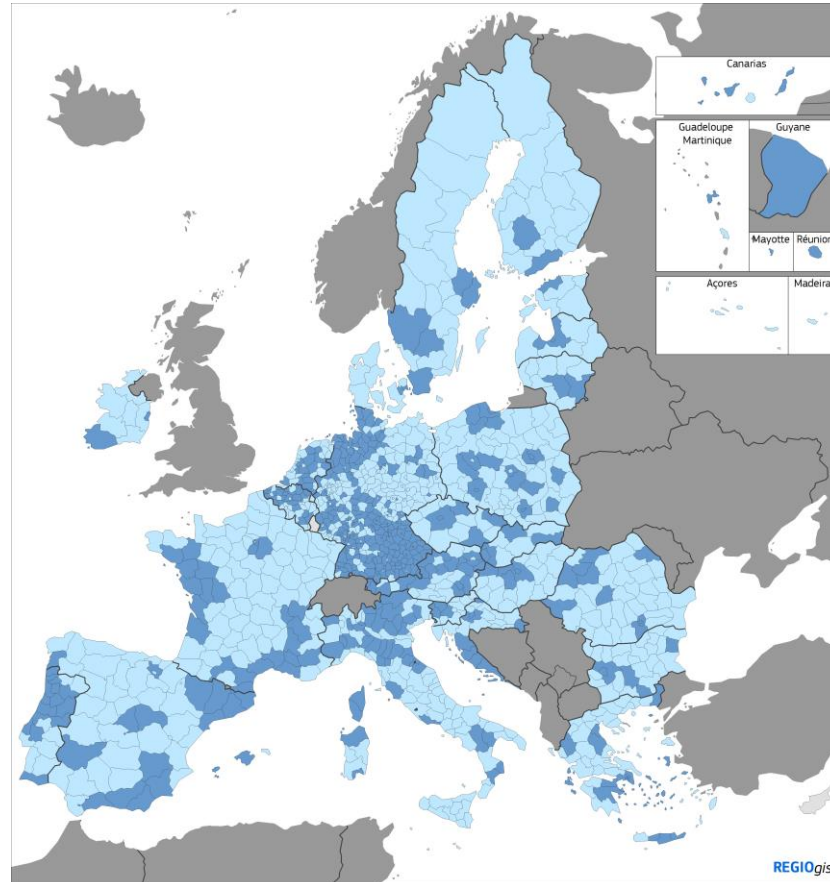 Canarias
Guadeloupe
Martinique
Guyane
Mayotte
Réunion
Açores
Madeira
REGIOgis